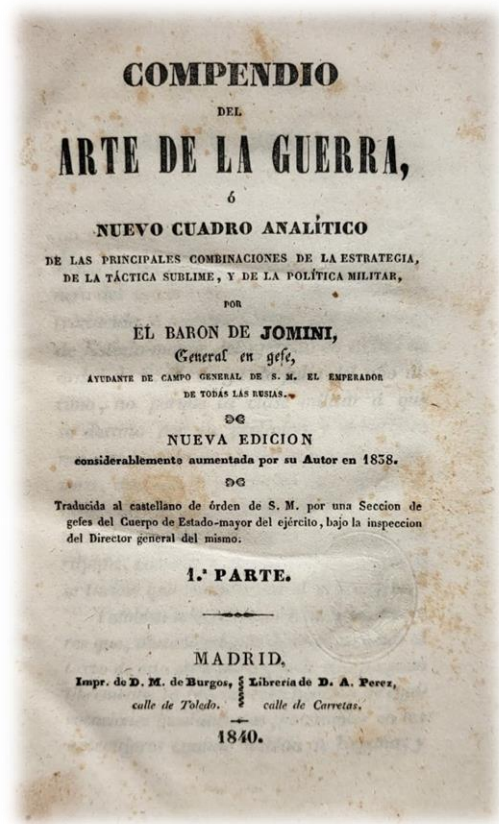 COMPENDIO
DEL
ARTE DE LA GUERRA,
ó
NUEVO CUADRO ANALÍTICO
DE LAS PRINCIPALES COMBINACIONES DE LA ESTRATEGIA,
DE LA TÁCTICA SUBLIME, Y DE LA POLÍTICA MILITAR,
POR
EL BARON DE JOMINI,
General en gefe,
AYUDANTE DE CAMPO GENERAL DE S. M. EL EMPERADOR
DE TODAS LAS RUSIAS.
NUEVA EDICION
considerablemente aumentada por su Autor en 1838.
Traducida al castellano de órden de S. M. por una Seccion de
gefes del Cuerpo de Estado-mayor del ejército, bajo la inspeccion
del Director general del mismo.
1.ª PARTE.
MADRID,
Impr. de D. M. de Burgos, Librería de D. A. Perez,
calle de Toledo. calle de Carretas.
1840.